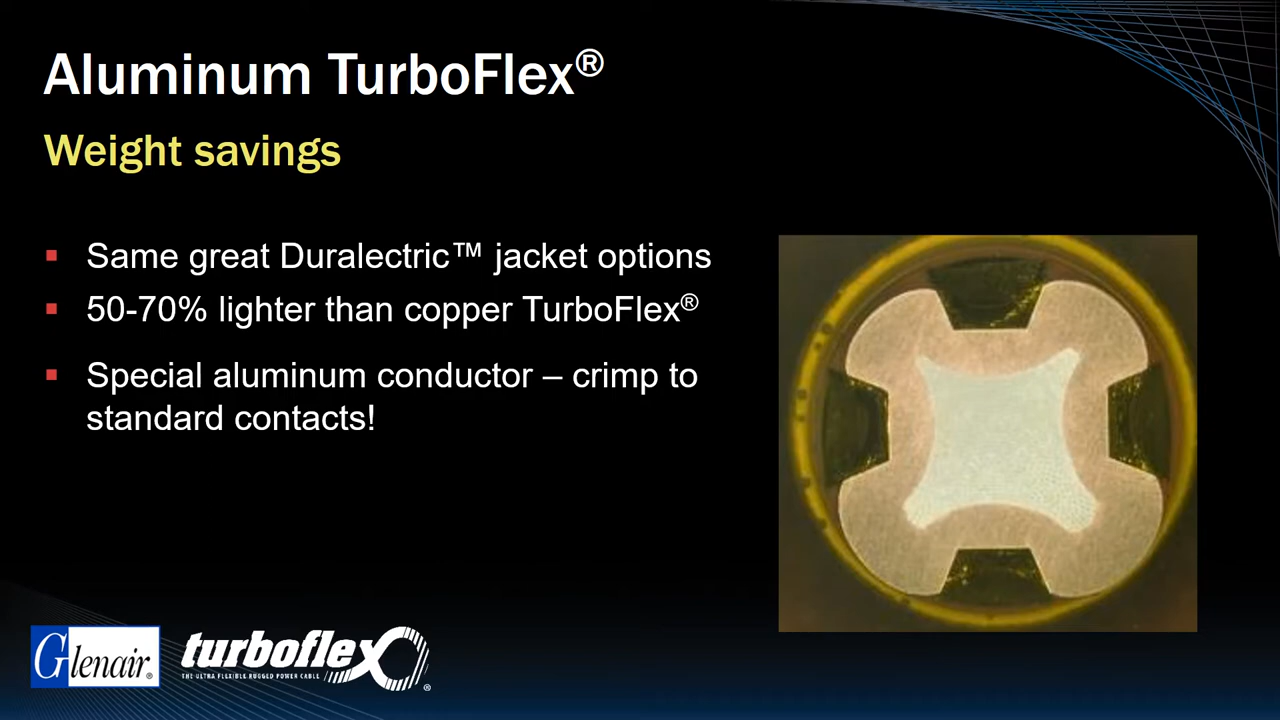 Aluminum TurboFlex®
Weight savings
▪ Same great Duralectric™ jacket options
▪ 50-70% lighter than copper TurboFlex®
▪ Special aluminum conductor – crimp to
standard contacts!
Glenair®
turboflex®
THE ULTRA FLEXIBLE RUGGED POWER CABLE